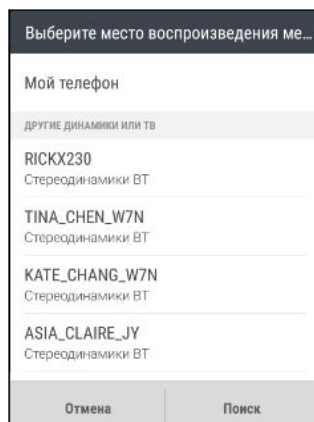 Выберите место воспроизведения ме...
Мой телефон
ДРУГИЕ ДИНАМИКИ ИЛИ ТВ
RICKX230
Стереодинамики BT
TINA_CHEN_W7N
Стереодинамики BT
KATE_CHANG_W7N
Стереодинамики BT
ASIA_CLAIRE_JY
Стереодинамики BT
Отмена
Поиск